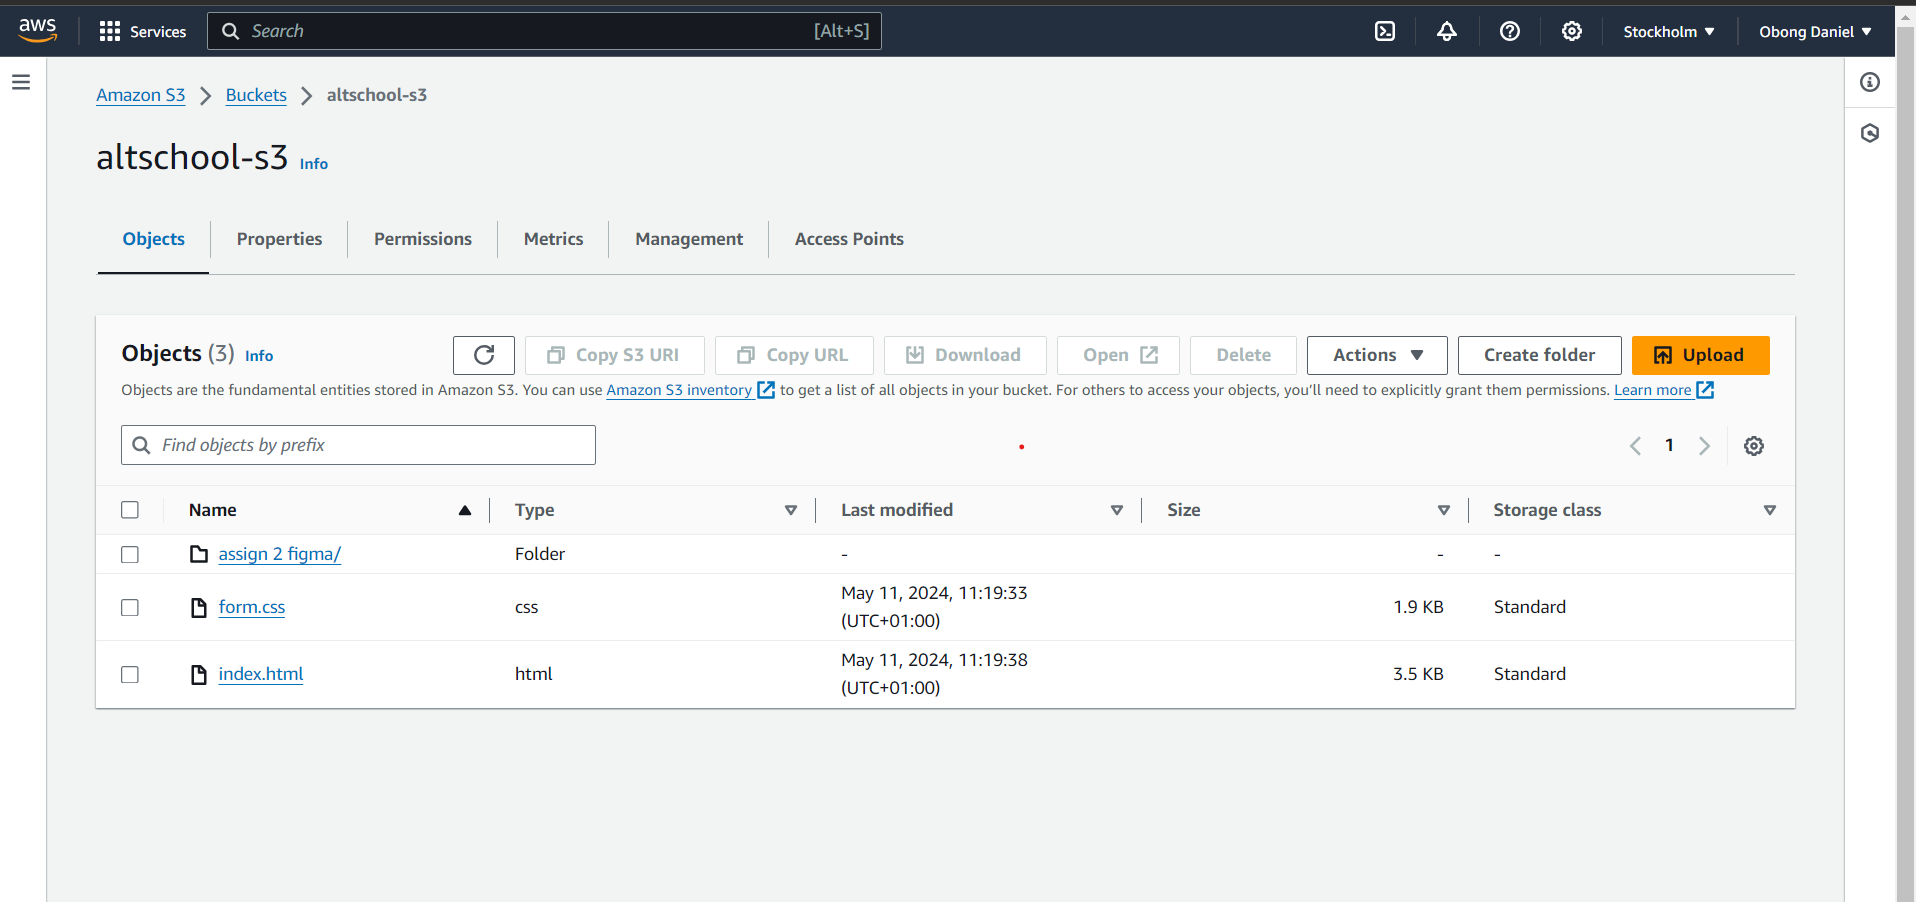 aws Services Search [Alt+S] Stockholm Obong Daniel
Amazon S3 Buckets altschool-s3
altschool-s3 Info
Objects Properties Permissions Metrics Management Access Points
Objects (3) Info Copy S3 URI Copy URL Download Open Delete Actions Create folder Upload
Objects are the fundamental entities stored in Amazon S3. You can use Amazon S3 inventory to get a list of all objects in your bucket. For others to access your objects, you’ll need to explicitly grant them permissions. Learn more
Find objects by prefix 1
Name Type Last modified Size Storage class
assign 2 figma/ Folder - - -
form.css css May 11, 2024, 11:19:33 (UTC+01:00) 1.9 KB Standard
index.html html May 11, 2024, 11:19:38 (UTC+01:00) 3.5 KB Standard